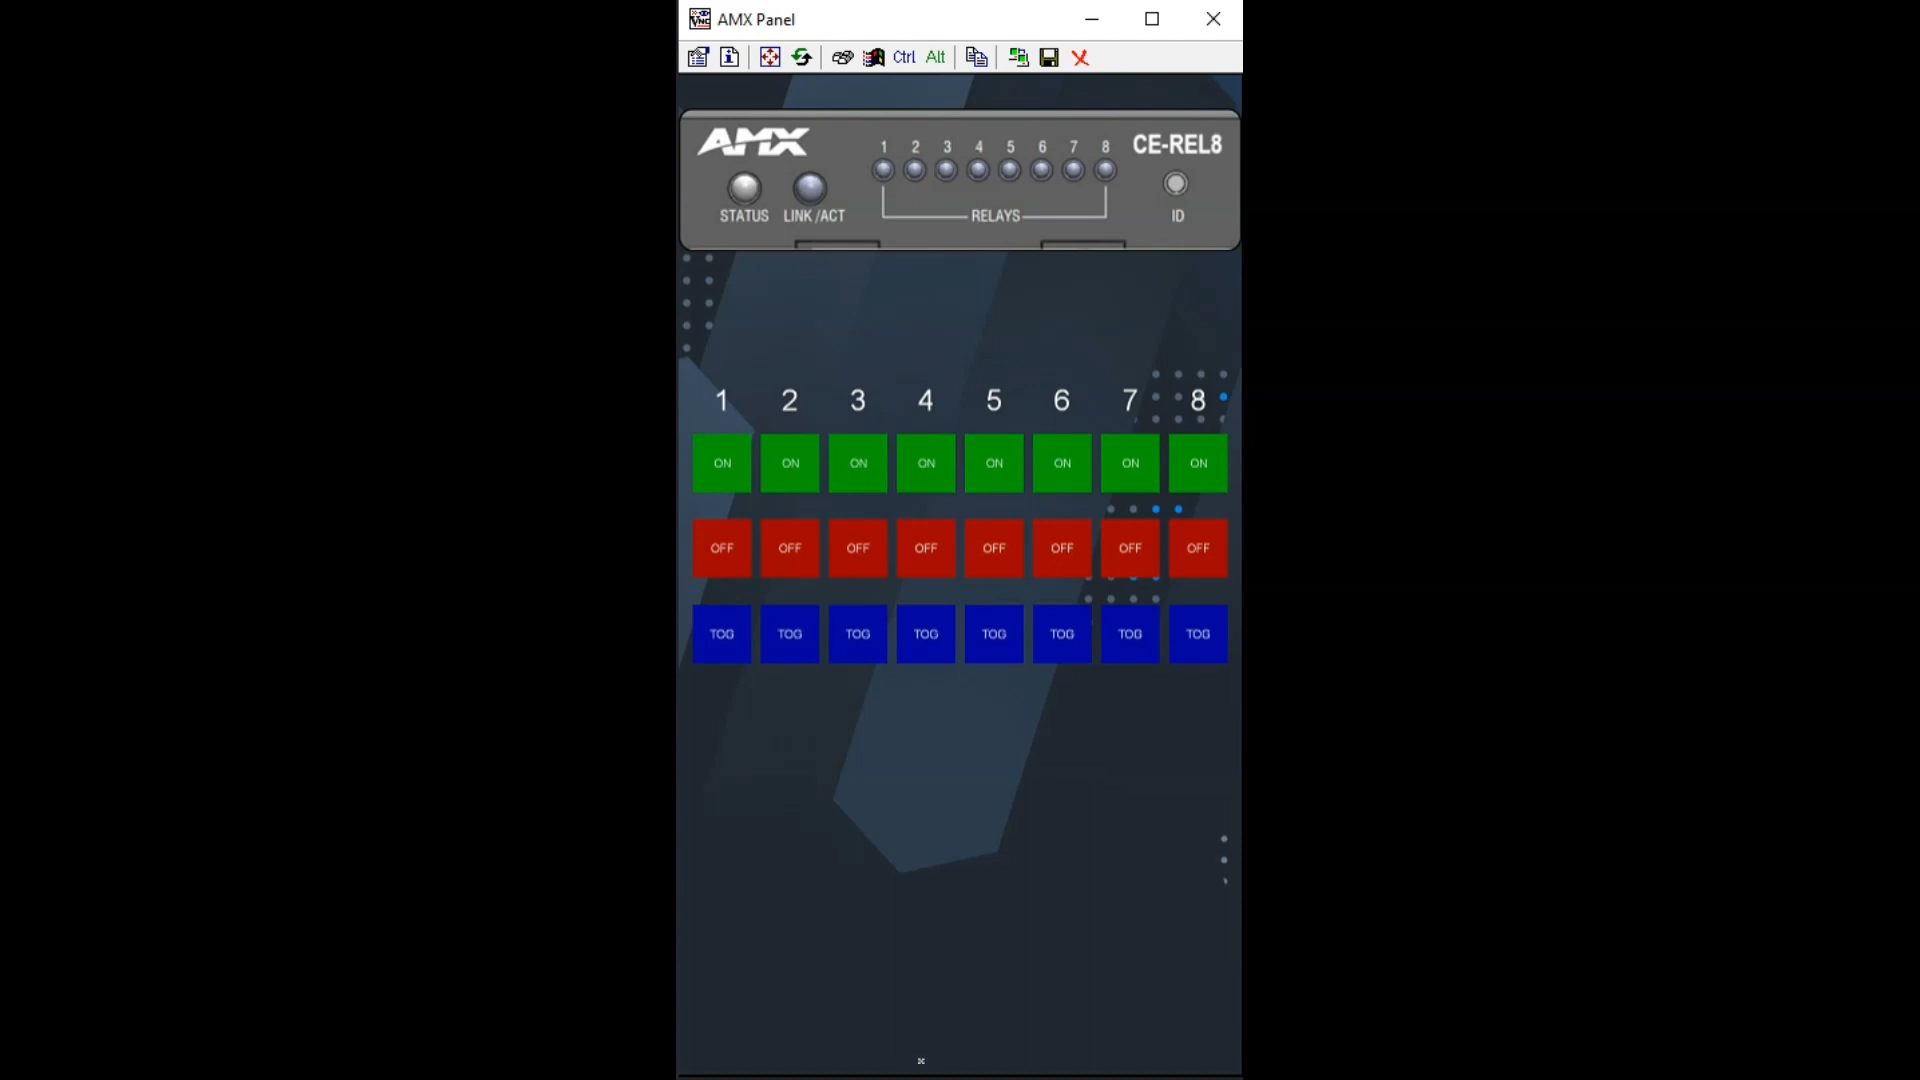 AMX Panel
Ctrl Alt
AMX
1 2 3 4 5 6 7 8
CE-REL8
STATUS LINK/ACT RELAYS ID
1 2 3 4 5 6 7 8
ON ON ON ON ON ON ON ON
OFF OFF OFF OFF OFF OFF OFF OFF
TOG TOG TOG TOG TOG TOG TOG TOG